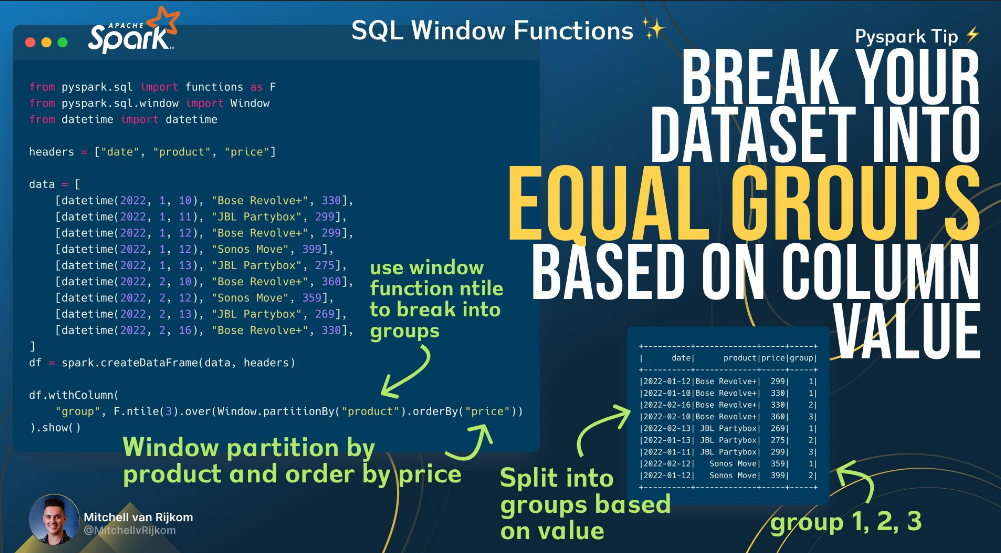 APACHE
Spark
SQL Window Functions ✨
Pyspark Tip ⚡
BREAK YOUR
DATASET INTO
EQUAL GROUPS
BASED ON COLUMN
VALUE
from pyspark.sql import functions as F
from pyspark.sql.window import Window
from datetime import datetime
headers = ["date", "product", "price"]
data = [
    [datetime(2022, 1, 10), "Bose Revolve+", 330],
    [datetime(2022, 1, 11), "JBL Partybox", 299],
    [datetime(2022, 1, 12), "Bose Revolve+", 299],
    [datetime(2022, 1, 12), "Sonos Move", 399],
    [datetime(2022, 1, 13), "JBL Partybox", 275],
    [datetime(2022, 2, 10), "Bose Revolve+", 360],
    [datetime(2022, 2, 12), "Sonos Move", 359],
    [datetime(2022, 2, 13), "JBL Partybox", 269],
    [datetime(2022, 2, 16), "Bose Revolve+", 330],
]
df = spark.createDataFrame(data, headers)
df.withColumn(
    "group", F.ntile(3).over(Window.partitionBy("product").orderBy("price"))
).show()
use window
function ntile
to break into
groups
Window partition by
product and order by price
+----------+-------------+-----+-----+
|      date|      product|price|group|
+----------+-------------+-----+-----+
|2022-01-12|Bose Revolve+|  299|    1|
|2022-01-10|Bose Revolve+|  330|    1|
|2022-02-16|Bose Revolve+|  330|    2|
|2022-02-10|Bose Revolve+|  360|    3|
|2022-02-13| JBL Partybox|  269|    1|
|2022-01-13| JBL Partybox|  275|    2|
|2022-01-11| JBL Partybox|  299|    3|
|2022-02-12|   Sonos Move|  359|    1|
|2022-01-12|   Sonos Move|  399|    2|
+----------+-------------+-----+-----+
Split into
groups based
on value
group 1, 2, 3
Mitchell van Rijkom
@MitchellvRijkom